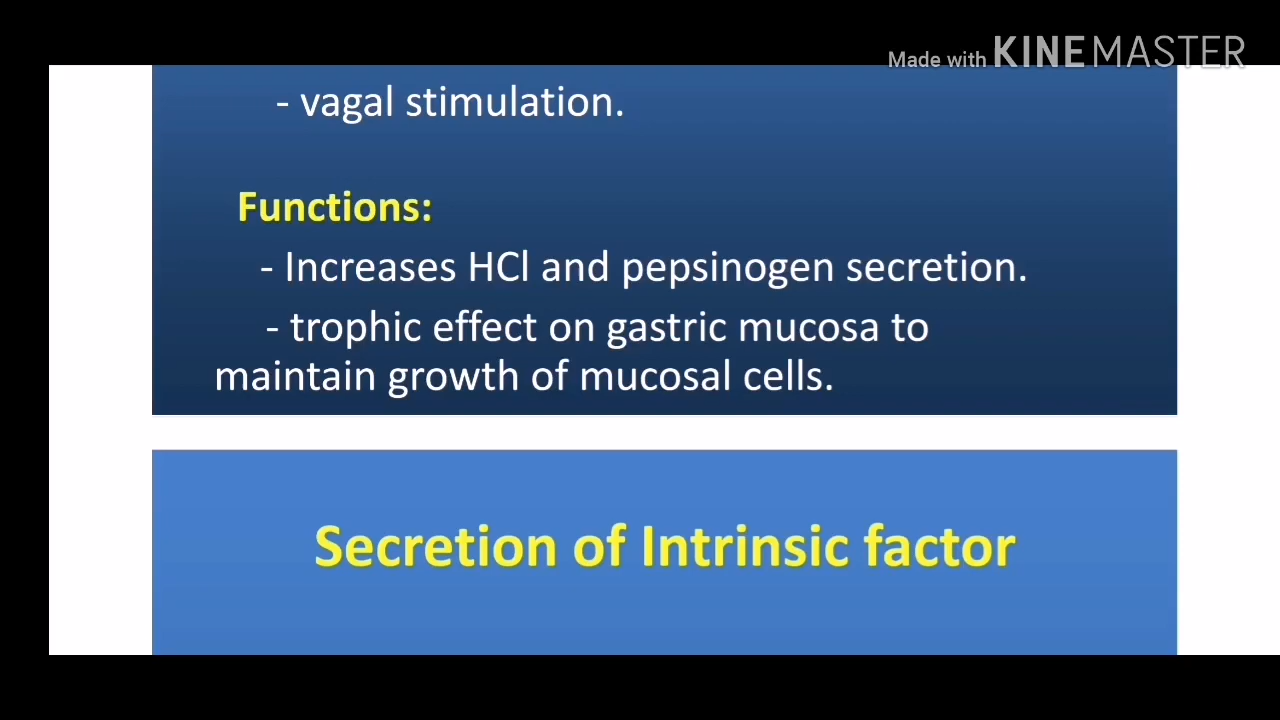 Made with KINEMASTER
- vagal stimulation.
Functions:
- Increases HCl and pepsinogen secretion.
- trophic effect on gastric mucosa to
maintain growth of mucosal cells.
Secretion of Intrinsic factor